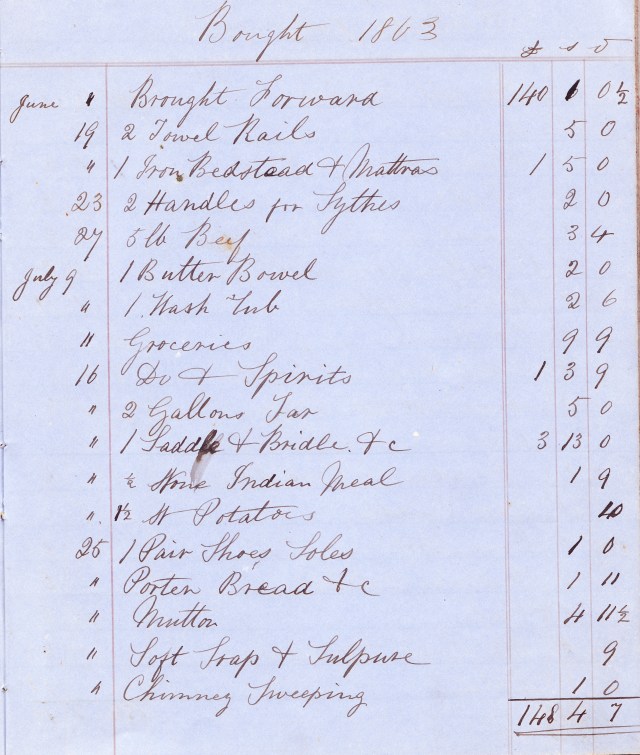 Bought 1863
£ s D
June " Brought Forward 140 1 0½
19 2 Towel Rails 5 0
" 1 Iron Bedstead & Mattras 1 5 0
23 2 Handles for Sythes 2 0
27 5 lb Beef 3 4
July 9 1 Butter Bowel 2 0
" 1 Wash Tub 2 6
" Groceries 9 9
16 Do & Spirits 1 3 9
" 2 Gallons Tar 5 0
" 1 Saddle & Bridle. &c 3 13 0
" ½ Stone Indian Meal 1 9
" 1½ St Potatoes 10
25 1 Pair Shoes Soles 1 0
" Porter Bread &c 1 11
" Mutton 4 11½
" Soft Soap & Sulpure 9
" Chimney Sweeping 1 0
148 4 7